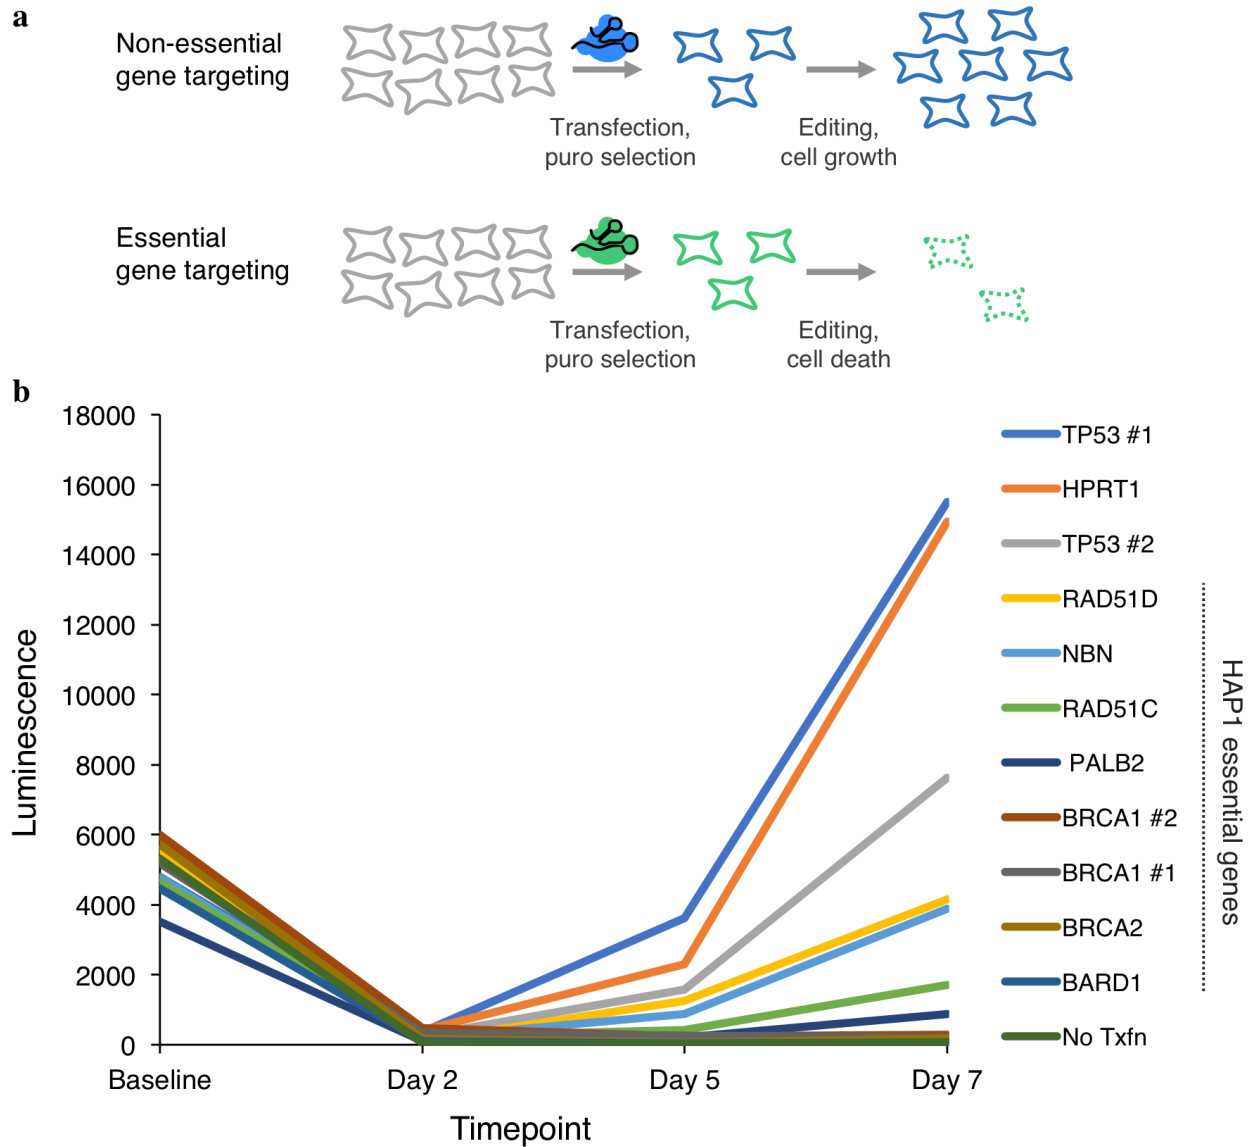 a
Non-essential
gene targeting
Transfection,
puro selection
Editing,
cell growth
Essential
gene targeting
Transfection,
puro selection
Editing,
cell death
b
18000
16000
14000
12000
10000
8000
6000
4000
2000
0
Luminescence
Baseline
Day 2
Day 5
Day 7
Timepoint
TP53 #1
HPRT1
TP53 #2
RAD51D
NBN
RAD51C
PALB2
BRCA1 #2
BRCA1 #1
BRCA2
BARD1
No Txfn
HAP1 essential genes